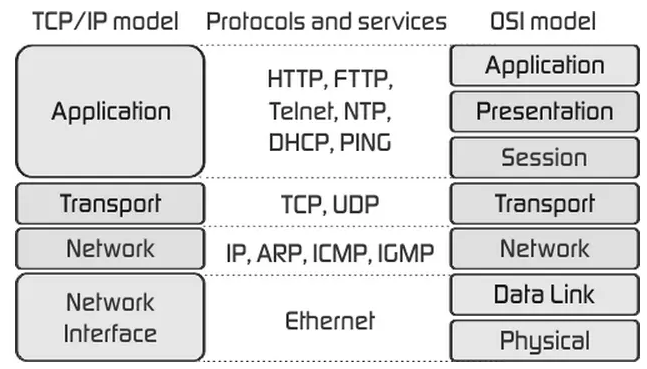 TCP/IP model
Protocols and services
OSI model
Application
HTTP, FTTP,
Telnet, NTP,
DHCP, PING
Application
Presentation
Session
Transport
TCP, UDP
Transport
Network
IP, ARP, ICMP, IGMP
Network
Network
Interface
Ethernet
Data Link
Physical